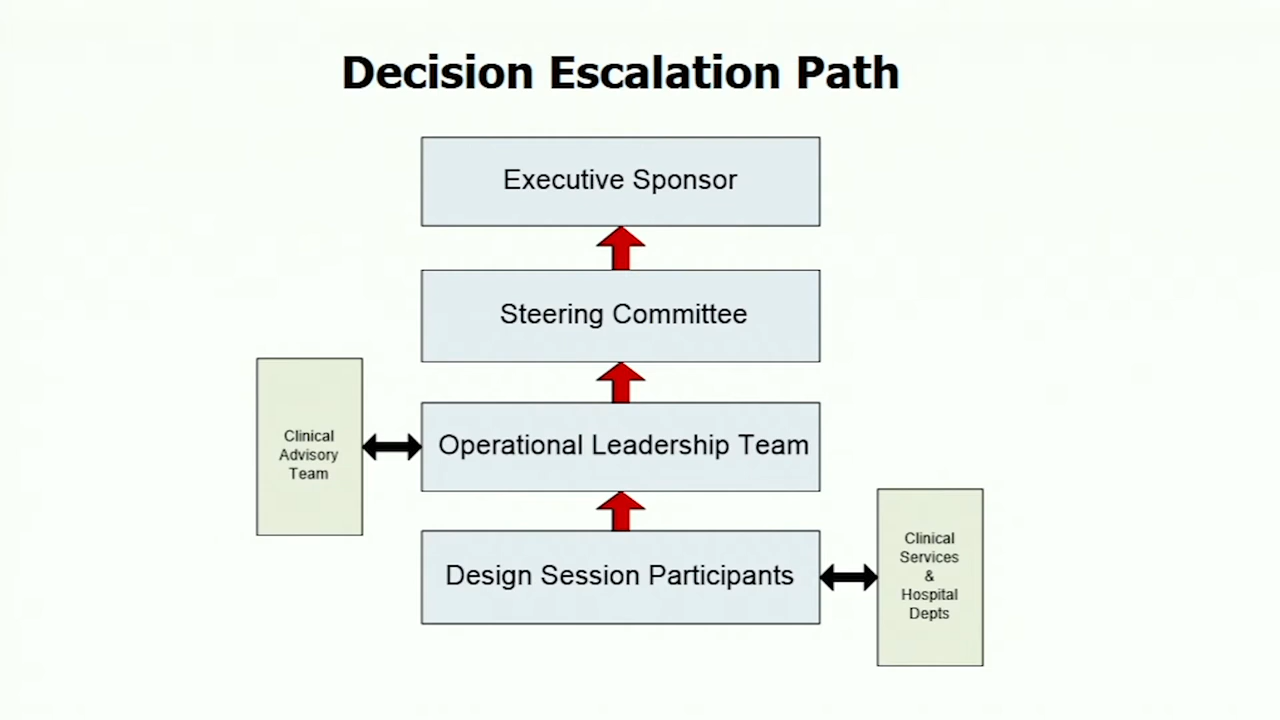 Decision Escalation Path
Executive Sponsor
Steering Committee
Clinical
Advisory
Team
Operational Leadership Team
Design Session Participants
Clinical
Services
&
Hospital
Depts